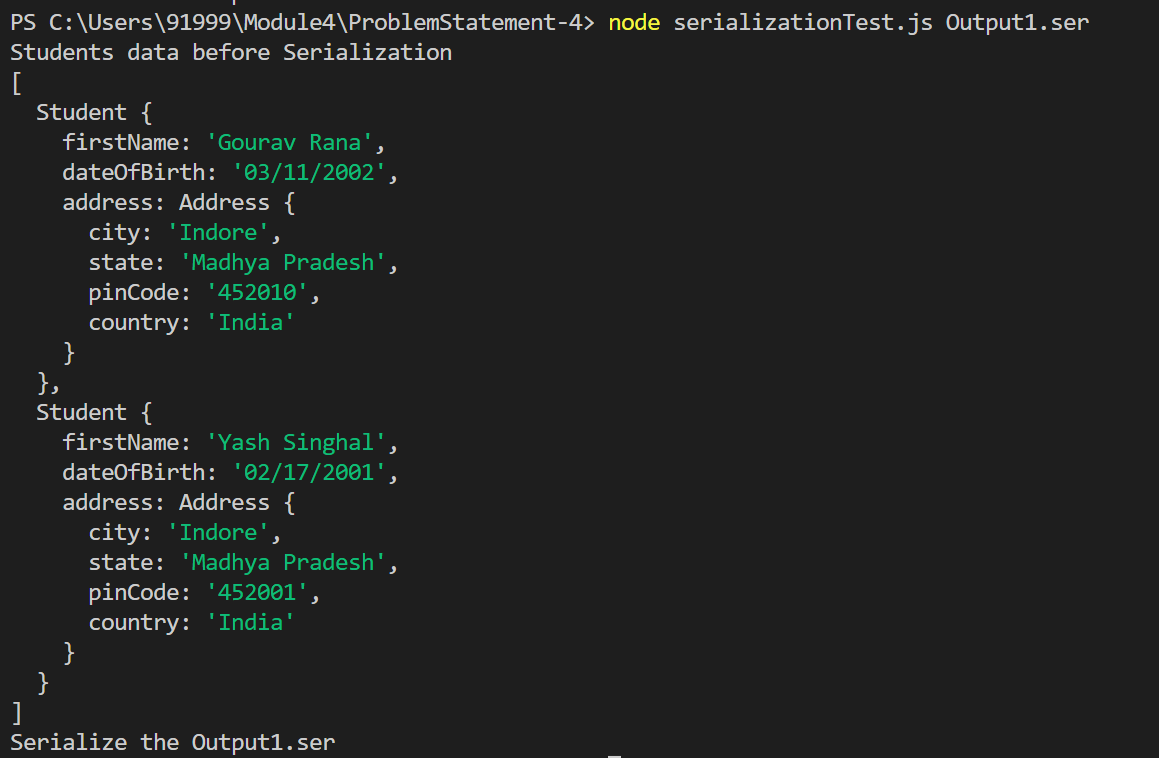 PS C:\Users\91999\Module4\ProblemStatement-4> node serializationTest.js Output1.ser
Students data before Serialization
[
  Student {
    firstName: 'Gourav Rana',
    dateOfBirth: '03/11/2002',
    address: Address {
      city: 'Indore',
      state: 'Madhya Pradesh',
      pinCode: '452010',
      country: 'India'
    }
  },
  Student {
    firstName: 'Yash Singhal',
    dateOfBirth: '02/17/2001',
    address: Address {
      city: 'Indore',
      state: 'Madhya Pradesh',
      pinCode: '452001',
      country: 'India'
    }
  }
]
Serialize the Output1.ser